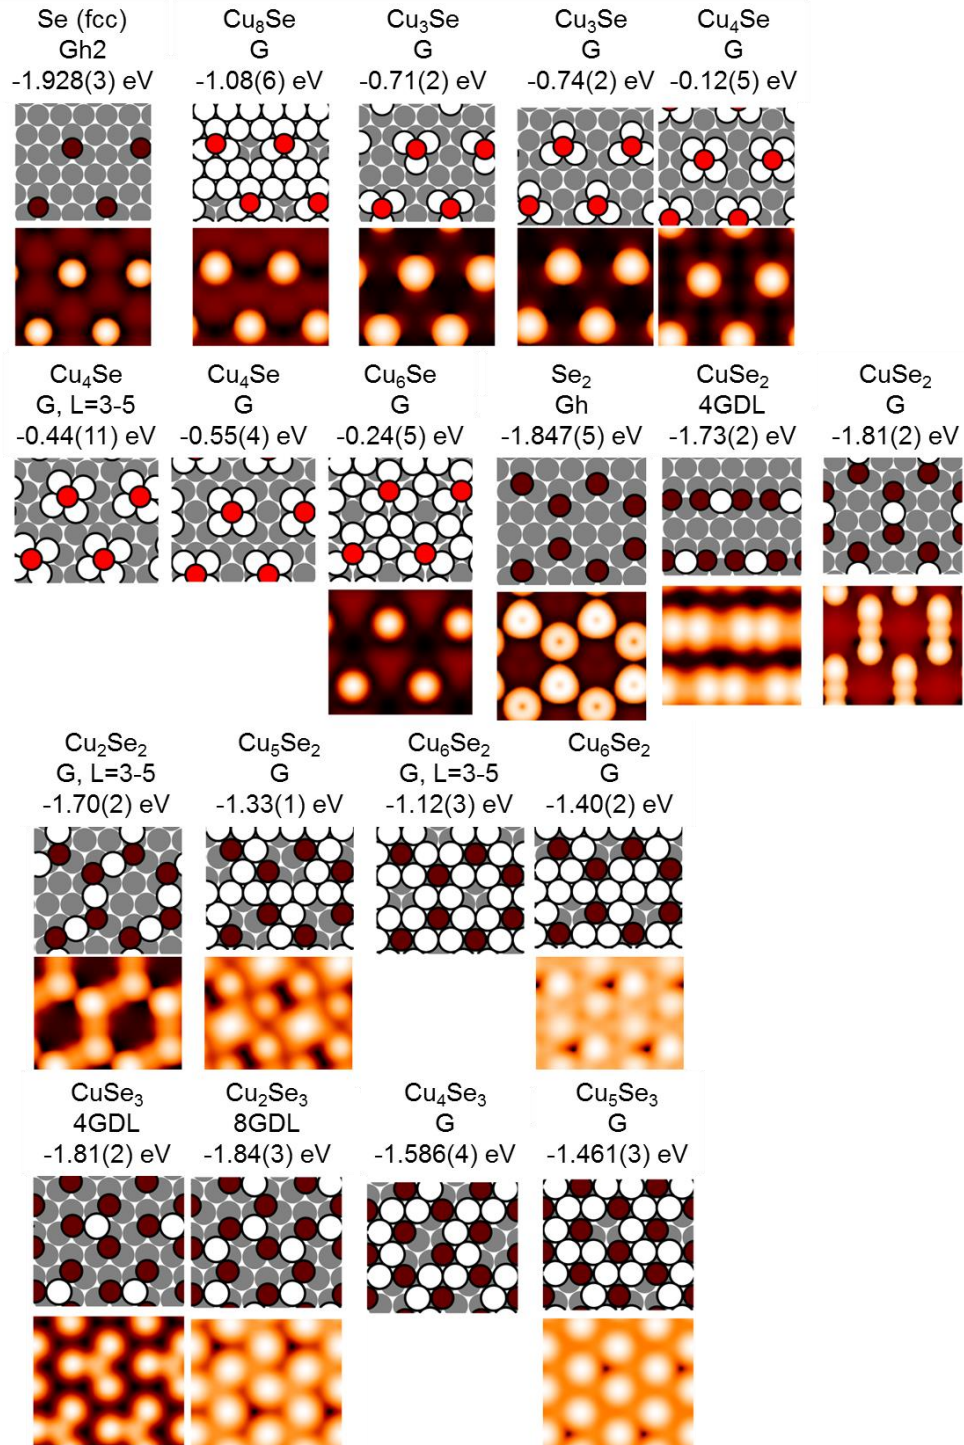 Se (fcc)
Gh2
-1.928(3) eV
Cu₈Se
G
-1.08(6) eV
Cu₃Se
G
-0.71(2) eV
Cu₃Se
G
-0.74(2) eV
Cu₄Se
G
-0.12(5) eV
Cu₄Se
G, L=3-5
-0.44(11) eV
Cu₄Se
G
-0.55(4) eV
Cu₆Se
G
-0.24(5) eV
Se₂
Gh
-1.847(5) eV
CuSe₂
4GDL
-1.73(2) eV
CuSe₂
G
-1.81(2) eV
Cu₂Se₂
G, L=3-5
-1.70(2) eV
Cu₅Se₂
G
-1.33(1) eV
Cu₆Se₂
G, L=3-5
-1.12(3) eV
Cu₆Se₂
G
-1.40(2) eV
CuSe₃
4GDL
-1.81(2) eV
Cu₂Se₃
8GDL
-1.84(3) eV
Cu₄Se₃
G
-1.586(4) eV
Cu₅Se₃
G
-1.461(3) eV